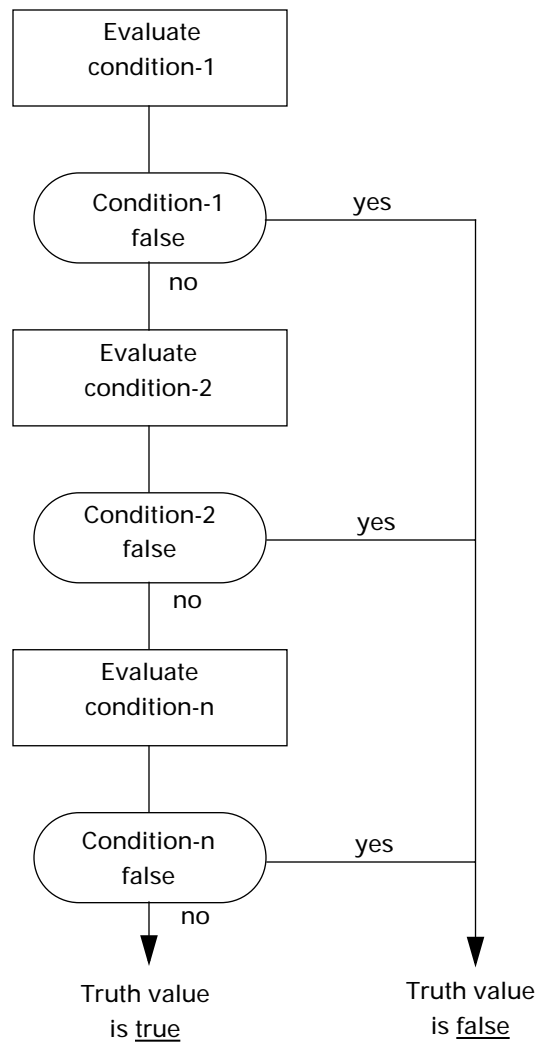 Evaluate
condition-1
Condition-1
false
yes
no
Evaluate
condition-2
Condition-2
false
yes
no
Evaluate
condition-n
Condition-n
false
yes
no
Truth value
is true
Truth value
is false